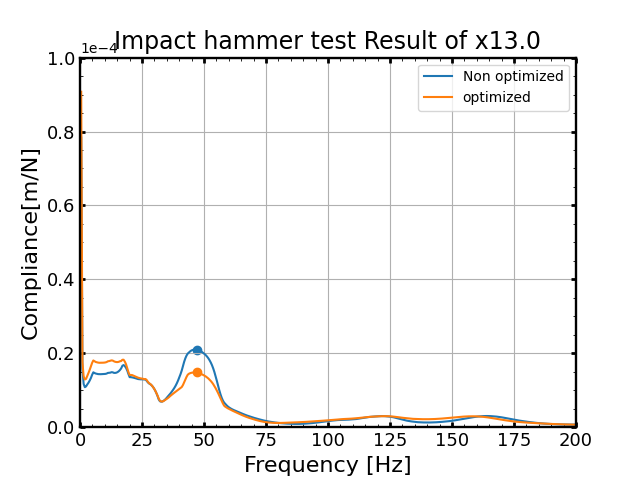 Impact hammer test Result of x13.0
1e−4
Non optimized
optimized
1.0
0.8
0.6
0.4
0.2
0.0
Compliance[m/N]
0 25 50 75 100 125 150 175 200
Frequency [Hz]